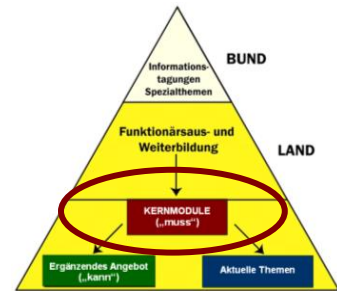 BUND
Informations-
tagungen
Spezialthemen
Funktionärsaus- und
Weiterbildung
LAND
KERNMODULE
(„muss“)
Ergänzendes Angebot
(„kann“)
Aktuelle Themen